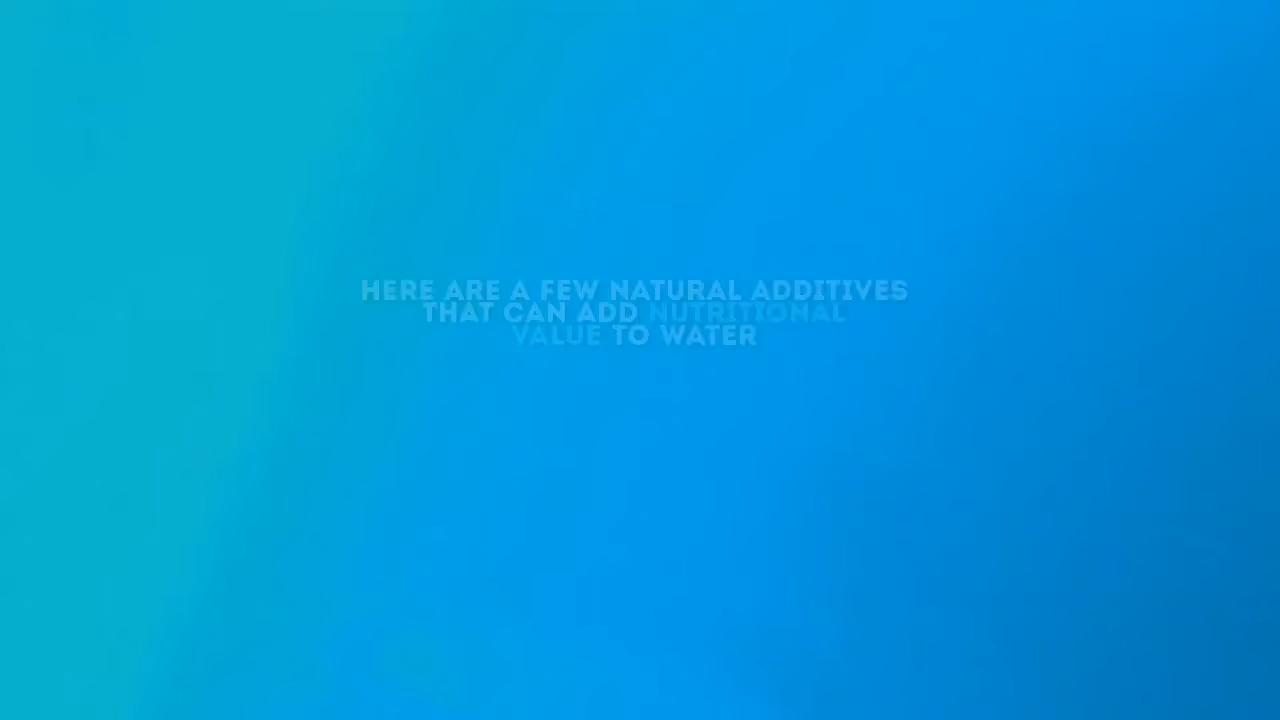 HERE ARE A FEW NATURAL ADDITIVES
THAT CAN ADD NUTRITIONAL
VALUE TO WATER